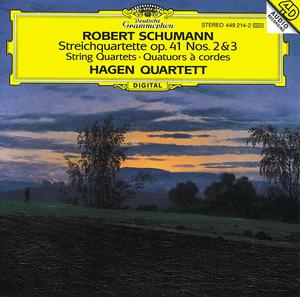 Deutsche
Grammophon
STEREO 449 214-2
ROBERT SCHUMANN
Streichquartette op. 41 Nos. 2 & 3
String Quartets · Quatuors à cordes
HAGEN QUARTETT
DIGITAL
4D
AUDIO